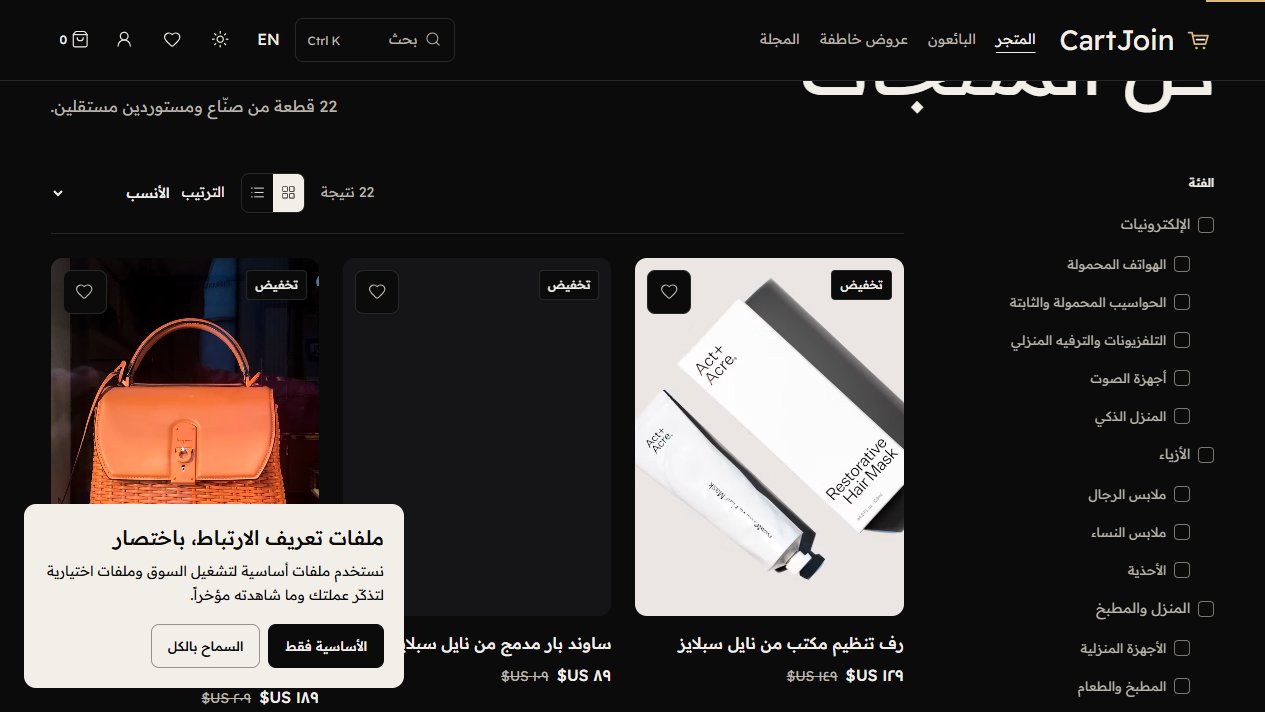 CartJoin
المتجر
البائعون
عروض خاطفة
المجلة
بحث
Ctrl K
EN
0
كل المنتجات
22 قطعة من صنّاع ومستوردين مستقلين.
الفئة
الإلكترونيات
الهواتف المحمولة
الحواسيب المحمولة والثابتة
التلفزيونات والترفيه المنزلي
أجهزة الصوت
المنزل الذكي
الأزياء
ملابس الرجال
ملابس النساء
الأحذية
المنزل والمطبخ
الأجهزة المنزلية
المطبخ والطعام
22 نتيجة
الترتيب
الأنسب
تخفيض
Act+
Acre.
Restorative
Hair Mask
Act+
Acre.
رف تنظيم مكتب من نايل سبلايز
١٢٩ US$
١٤٩ US$
تخفيض
ساوند بار مدمج من نايل سبلايز
٨٩ US$
١٠٩ US$
تخفيض
١٨٩ US$
٢٠٩ US$
ملفات تعريف الارتباط، باختصار
نستخدم ملفات أساسية لتشغيل السوق وملفات اختيارية
لتذكّر عملتك وما شاهدته مؤخراً.
الأساسية فقط
السماح بالكل